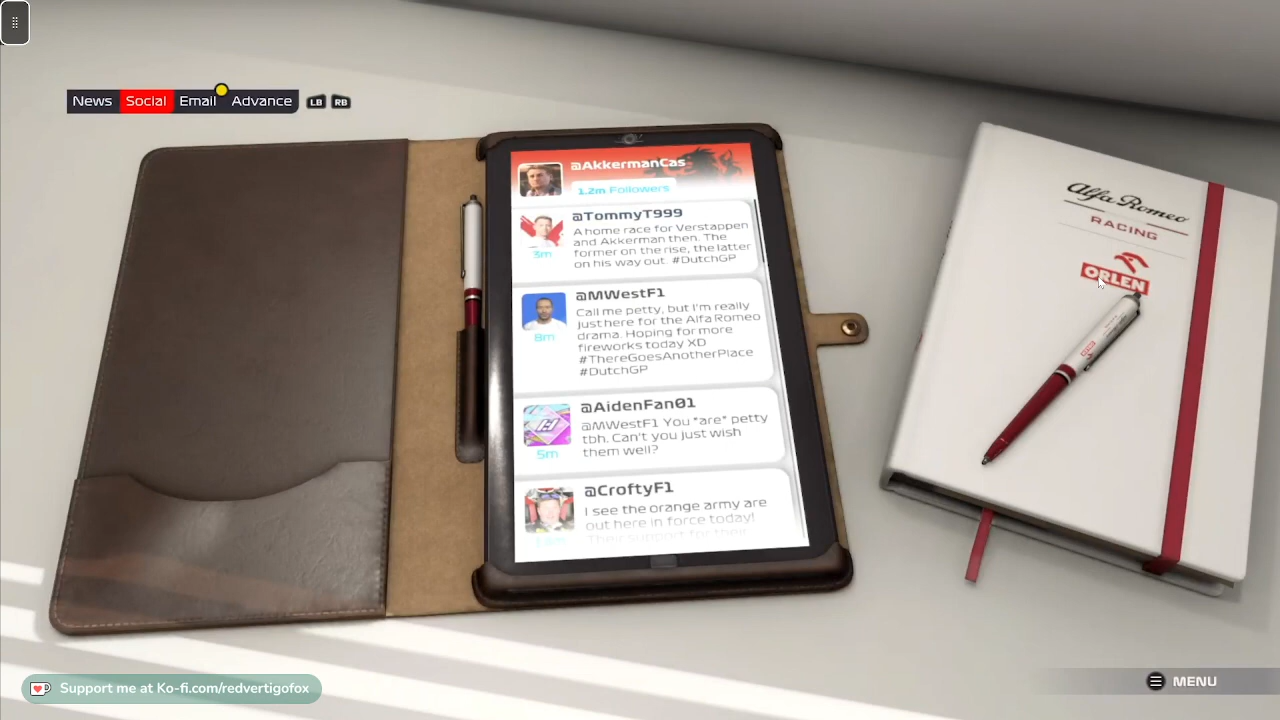 News Social Email Advance LB RB
@AkkermanCas
1.2m Followers
@TommyT999
A home race for Verstappen
and Akkerman then. The
former on the rise, the latter
on his way out. #DutchGP
3m
@MWestF1
Call me petty, but I'm really
just here for the Alfa Romeo
drama. Hoping for more
fireworks today XD
#ThereGoesAnotherPlace
#DutchGP
8m
@AidenFan01
@MWestF1 You *are* petty
tbh. Can't you just wish
them well?
5m
@CroftyF1
I see the orange army are
out here in force today!
Their support for their
Alfa Romeo
RACING
ORLEN
Support me at Ko-fi.com/redvertigofox
MENU